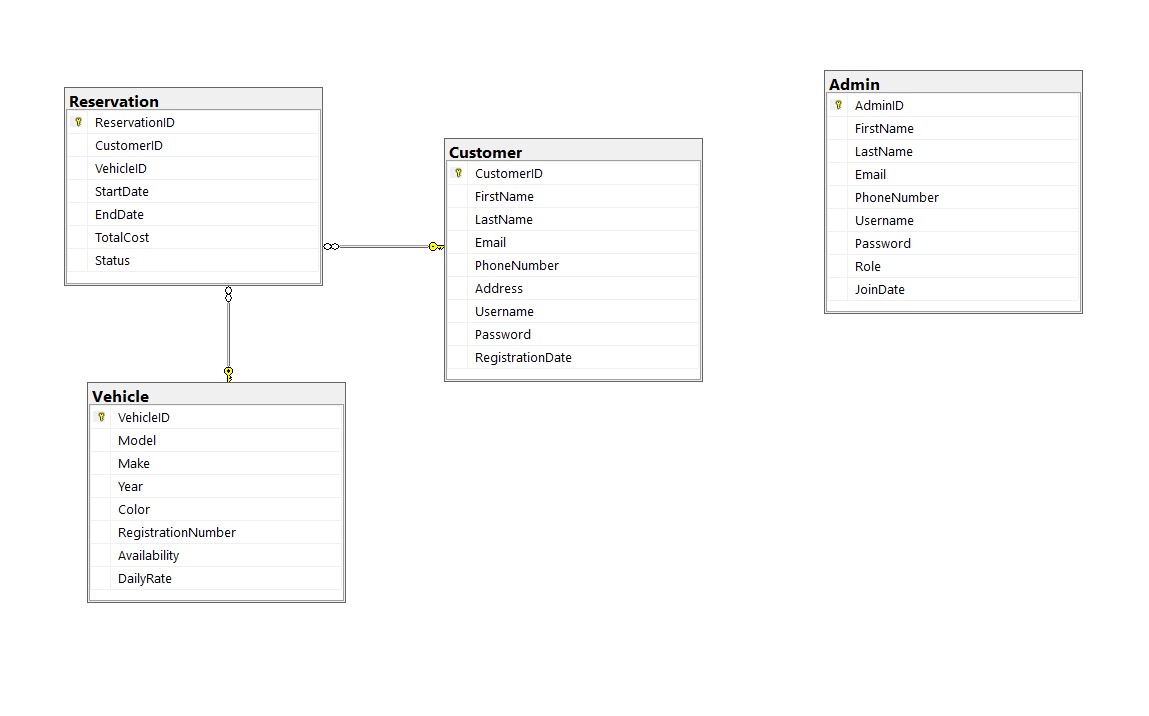 Reservation
ReservationID
CustomerID
VehicleID
StartDate
EndDate
TotalCost
Status
Customer
CustomerID
FirstName
LastName
Email
PhoneNumber
Address
Username
Password
RegistrationDate
Admin
AdminID
FirstName
LastName
Email
PhoneNumber
Username
Password
Role
JoinDate
Vehicle
VehicleID
Model
Make
Year
Color
RegistrationNumber
Availability
DailyRate